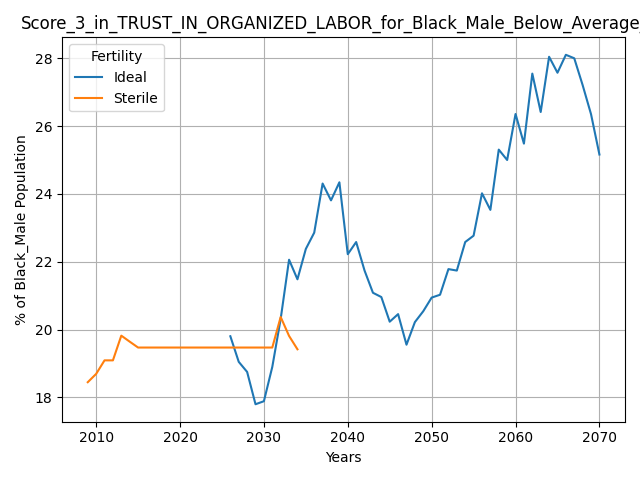 Score_3_in_TRUST_IN_ORGANIZED_LABOR_for_Black_Male_Below_Average_
Fertility
Ideal
Sterile
28
26
24
22
20
18
% of Black_Male Population
2010 2020 2030 2040 2050 2060 2070
Years